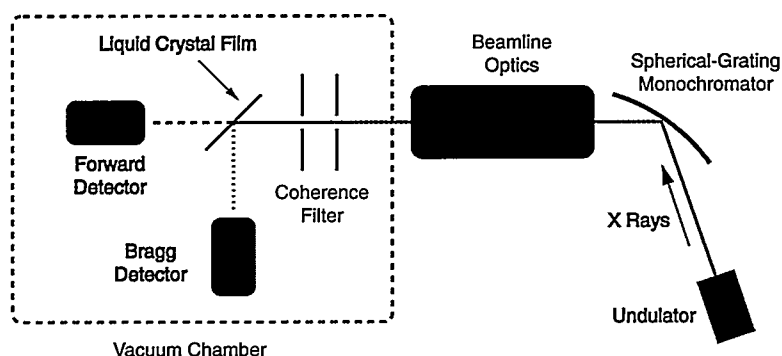 Liquid Crystal Film
Beamline
Optics
Spherical-Grating
Monochromator
Forward
Detector
Coherence
Filter
Bragg
Detector
X Rays
Undulator
Vacuum Chamber